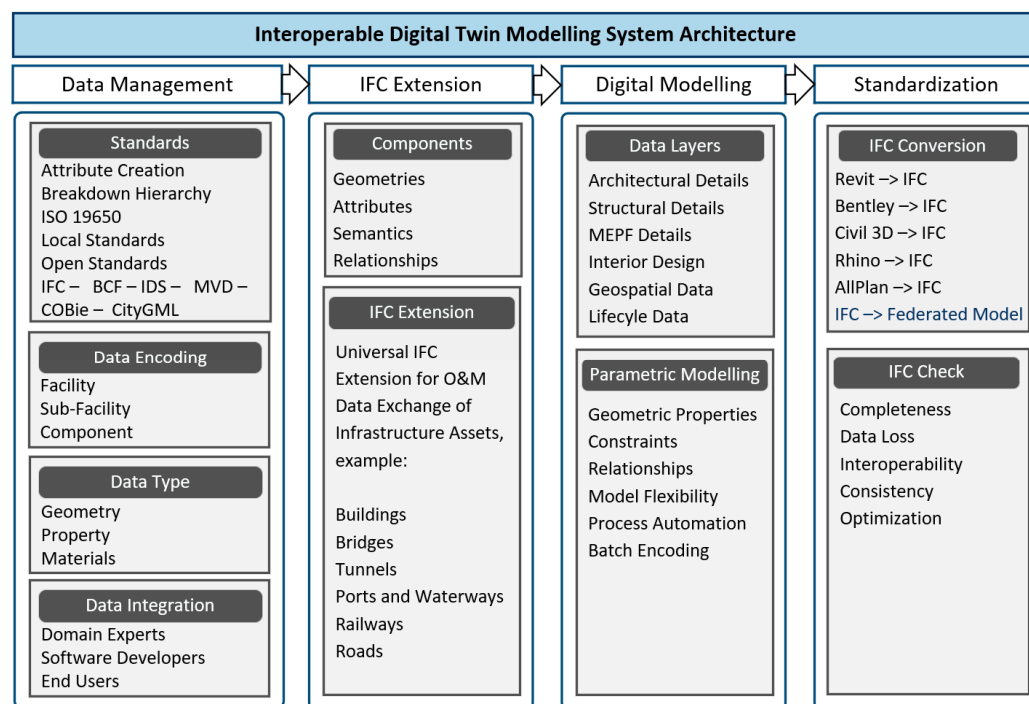 Interoperable Digital Twin Modelling System Architecture
Data Management
IFC Extension
Digital Modelling
Standardization
Standards
Attribute Creation
Breakdown Hierarchy
ISO 19650
Local Standards
Open Standards
IFC – BCF – IDS – MVD –
COBie – CityGML
Data Encoding
Facility
Sub-Facility
Component
Data Type
Geometry
Property
Materials
Data Integration
Domain Experts
Software Developers
End Users
Components
Geometries
Attributes
Semantics
Relationships
IFC Extension
Universal IFC
Extension for O&M
Data Exchange of
Infrastructure Assets,
example:
Buildings
Bridges
Tunnels
Ports and Waterways
Railways
Roads
Data Layers
Architectural Details
Structural Details
MEPF Details
Interior Design
Geospatial Data
Lifecyle Data
Parametric Modelling
Geometric Properties
Constraints
Relationships
Model Flexibility
Process Automation
Batch Encoding
IFC Conversion
Revit –> IFC
Bentley –> IFC
Civil 3D –> IFC
Rhino –> IFC
AllPlan –> IFC
IFC –> Federated Model
IFC Check
Completeness
Data Loss
Interoperability
Consistency
Optimization